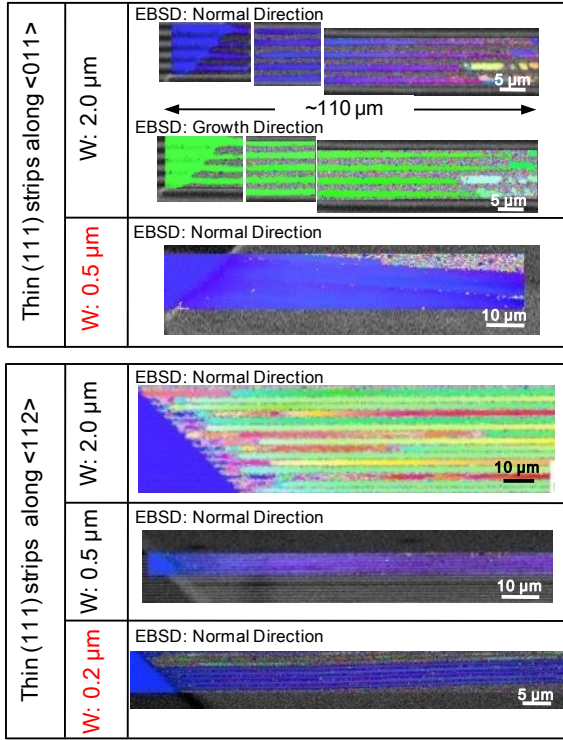 Thin (111) strips along <011>
W: 2.0 µm
EBSD: Normal Direction
5 µm
~110 µm
EBSD: Growth Direction
5 µm
W: 0.5 µm
EBSD: Normal Direction
10 µm
Thin (111) strips along <112>
W: 2.0 µm
EBSD: Normal Direction
10 µm
W: 0.5 µm
EBSD: Normal Direction
10 µm
W: 0.2 µm
EBSD: Normal Direction
5 µm